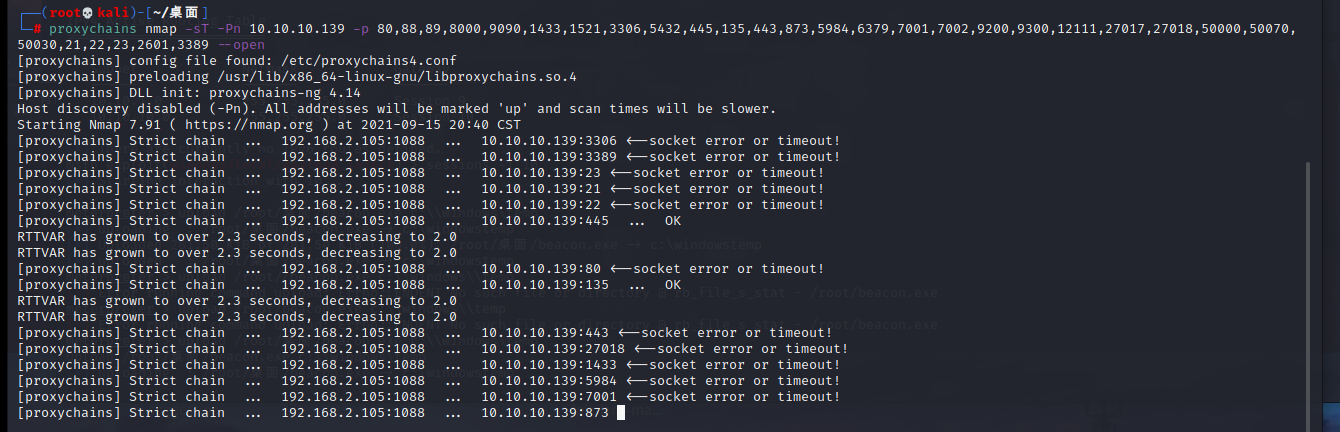 ┌──(root💀kali)-[~/桌面]
└─# proxychains nmap -sT -Pn 10.10.10.139 -p 80,88,89,8000,9090,1433,1521,3306,5432,445,135,443,873,5984,6379,7001,7002,9200,9300,12111,27017,27018,50000,50070,
50030,21,22,23,2601,3389 --open
[proxychains] config file found: /etc/proxychains4.conf
[proxychains] preloading /usr/lib/x86_64-linux-gnu/libproxychains.so.4
[proxychains] DLL init: proxychains-ng 4.14
Host discovery disabled (-Pn). All addresses will be marked 'up' and scan times will be slower.
Starting Nmap 7.91 ( https://nmap.org ) at 2021-09-15 20:40 CST
[proxychains] Strict chain ... 192.168.2.105:1088 ... 10.10.10.139:3306 <--socket error or timeout!
[proxychains] Strict chain ... 192.168.2.105:1088 ... 10.10.10.139:3389 <--socket error or timeout!
[proxychains] Strict chain ... 192.168.2.105:1088 ... 10.10.10.139:23 <--socket error or timeout!
[proxychains] Strict chain ... 192.168.2.105:1088 ... 10.10.10.139:21 <--socket error or timeout!
[proxychains] Strict chain ... 192.168.2.105:1088 ... 10.10.10.139:22 <--socket error or timeout!
[proxychains] Strict chain ... 192.168.2.105:1088 ... 10.10.10.139:445 ... OK
RTTVAR has grown to over 2.3 seconds, decreasing to 2.0
RTTVAR has grown to over 2.3 seconds, decreasing to 2.0
[proxychains] Strict chain ... 192.168.2.105:1088 ... 10.10.10.139:80 <--socket error or timeout!
[proxychains] Strict chain ... 192.168.2.105:1088 ... 10.10.10.139:135 ... OK
RTTVAR has grown to over 2.3 seconds, decreasing to 2.0
RTTVAR has grown to over 2.3 seconds, decreasing to 2.0
[proxychains] Strict chain ... 192.168.2.105:1088 ... 10.10.10.139:443 <--socket error or timeout!
[proxychains] Strict chain ... 192.168.2.105:1088 ... 10.10.10.139:27018 <--socket error or timeout!
[proxychains] Strict chain ... 192.168.2.105:1088 ... 10.10.10.139:1433 <--socket error or timeout!
[proxychains] Strict chain ... 192.168.2.105:1088 ... 10.10.10.139:5984 <--socket error or timeout!
[proxychains] Strict chain ... 192.168.2.105:1088 ... 10.10.10.139:7001 <--socket error or timeout!
[proxychains] Strict chain ... 192.168.2.105:1088 ... 10.10.10.139:873